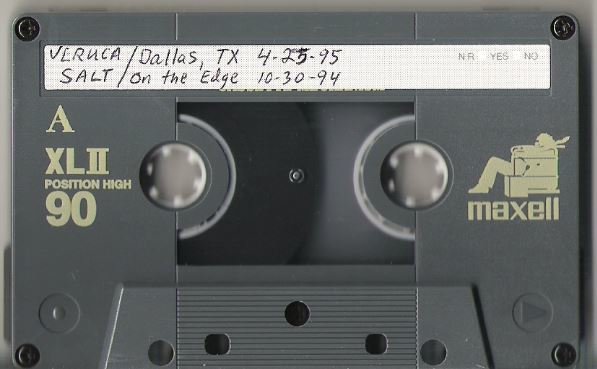 VERUCA / Dallas, TX 4-25-95
SALT / on the Edge 10-30-94
N·R YES NO
A
XLII
POSITION HIGH
90
maxell